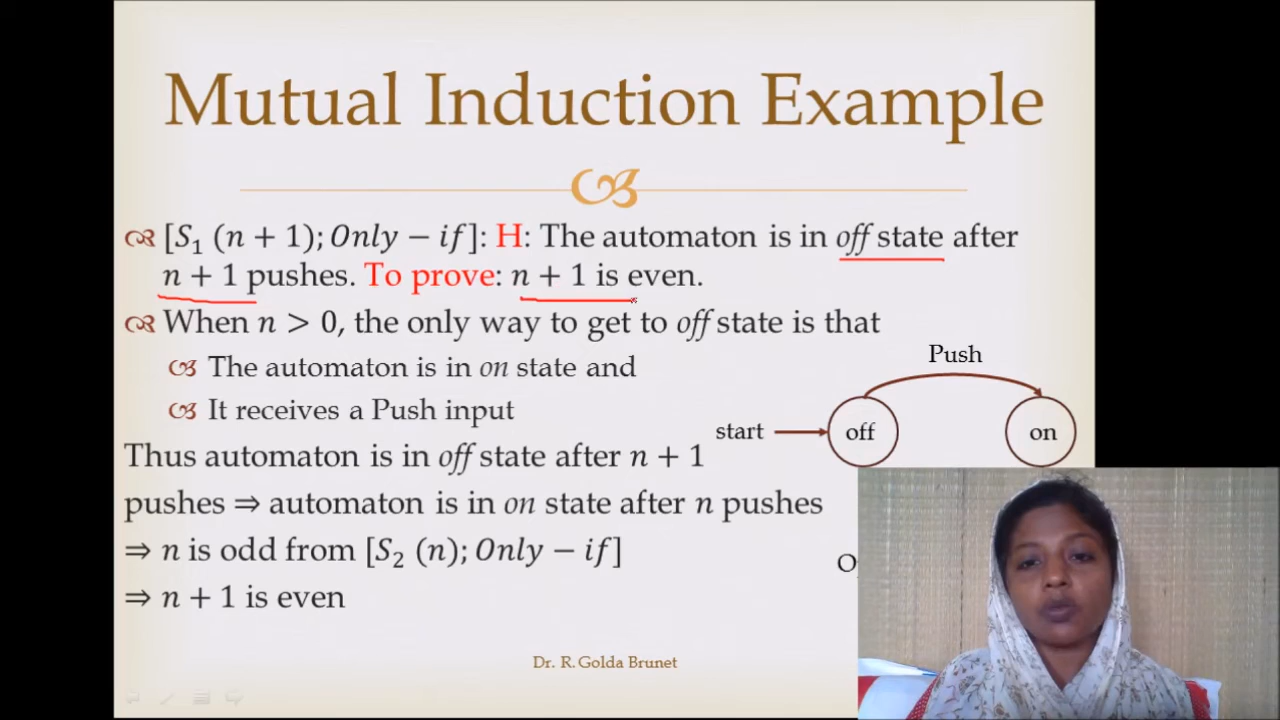 Mutual Induction Example
[S₁ (n + 1); Only − if]: H: The automaton is in off state after
n + 1 pushes. To prove: n + 1 is even.
When n > 0, the only way to get to off state is that
The automaton is in on state and
It receives a Push input
Push
start
off
on
Thus automaton is in off state after n + 1
pushes ⇒ automaton is in on state after n pushes
⇒ n is odd from [S₂ (n); Only − if]
⇒ n + 1 is even
Dr. R. Golda Brunet